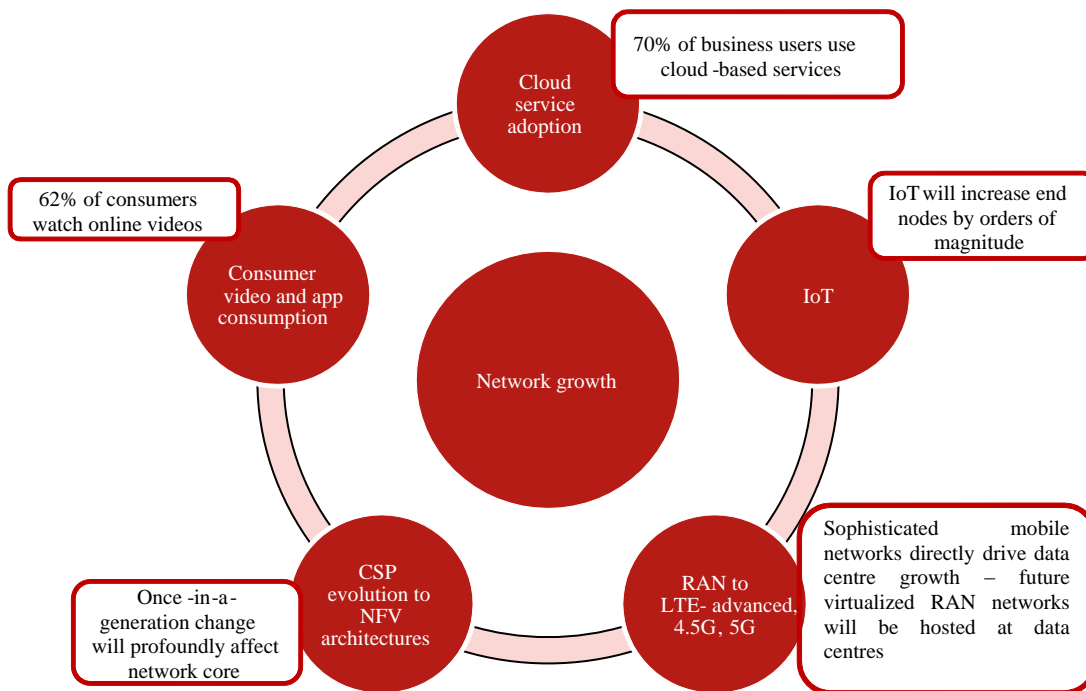 70% of business users use
cloud -based services
Cloud
service
adoption
62% of consumers
watch online videos
Consumer
video and app
consumption
IoT will increase end
nodes by orders of
magnitude
IoT
Network growth
CSP
evolution to
NFV
architectures
Once -in-a-
generation change
will profoundly affect
network core
RAN to
LTE- advanced,
4.5G, 5G
Sophisticated mobile
networks directly drive data
centre growth – future
virtualized RAN networks
will be hosted at data
centres